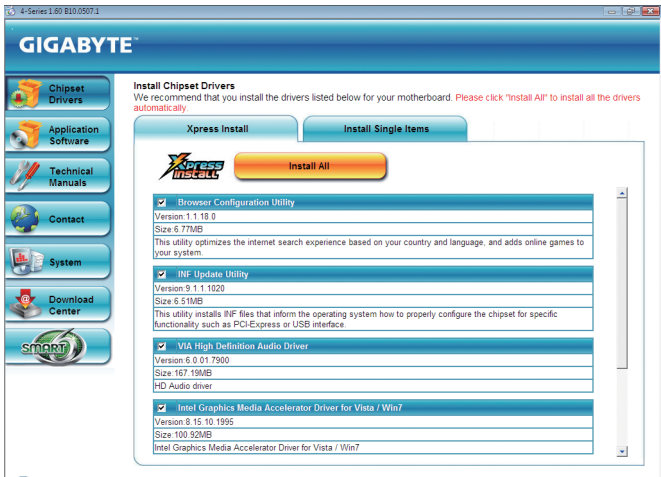 4-Series 1.60 B10.0507.1
GIGABYTE™
Chipset
Drivers
Application
Software
Technical
Manuals
Contact
System
Download
Center
SMART
Install Chipset Drivers
We recommend that you install the drivers listed below for your motherboard. Please click "Install All" to install all the drivers
automatically.
Xpress Install
Install Single Items
Xpress
Install
Install All
Browser Configuration Utility
Version:1.1.18.0
Size:6.77MB
This utility optimizes the internet search experience based on your country and language, and adds online games to
your system.
INF Update Utility
Version:9.1.1.1020
Size:6.51MB
This utility installs INF files that inform the operating system how to properly configure the chipset for specific
functionality such as PCI-Express or USB interface.
VIA High Definition Audio Driver
Version:6.0.01.7900
Size:167.19MB
HD Audio driver
Intel Graphics Media Accelerator Driver for Vista / Win7
Version:8.15.10.1995
Size:100.92MB
Intel Graphics Media Accelerator Driver for Vista / Win7